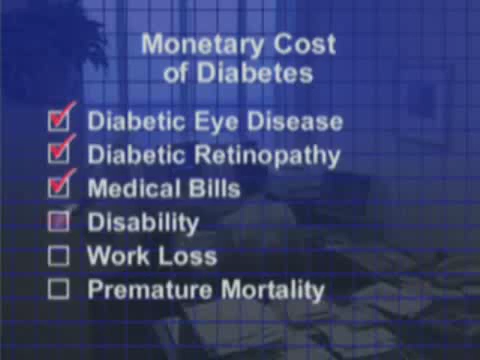 Monetary Cost
of Diabetes
Diabetic Eye Disease
Diabetic Retinopathy
Medical Bills
Disability
Work Loss
Premature Mortality